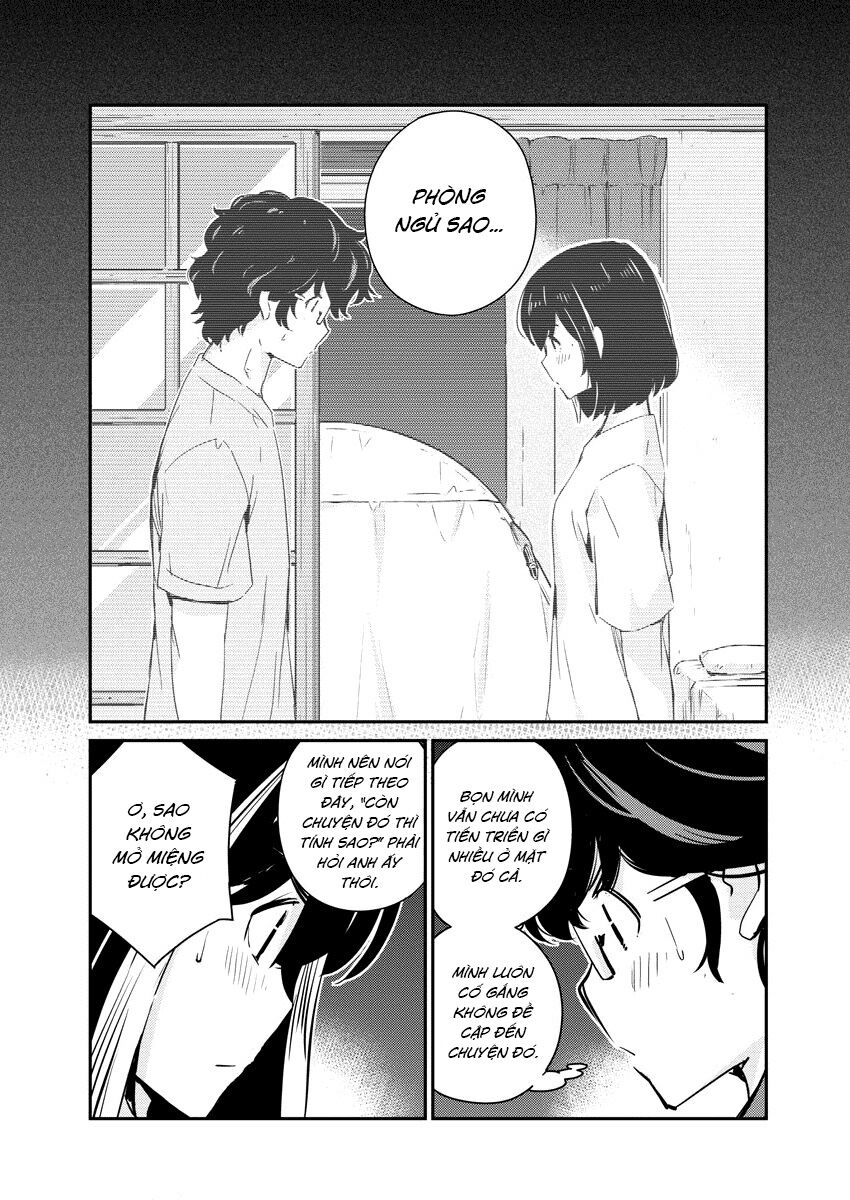 PHÒNG
NGỦ SAO...
BỌN MÌNH
VẪN CHƯA CÓ
TIẾN TRIỂN GÌ
NHIỀU Ở MẶT
ĐÓ CẢ.
MÌNH LUÔN
CỐ GẮNG
KHÔNG ĐỀ
CẬP ĐẾN
CHUYỆN ĐÓ.
MÌNH NÊN NÓI
GÌ TIẾP THEO
ĐÂY, "CÒN
CHUYỆN ĐÓ THÌ
TÍNH SAO?" PHẢI
HỎI ANH ẤY
THÔI.
Ơ, SAO
KHÔNG
MỞ MIỆNG
ĐƯỢC?